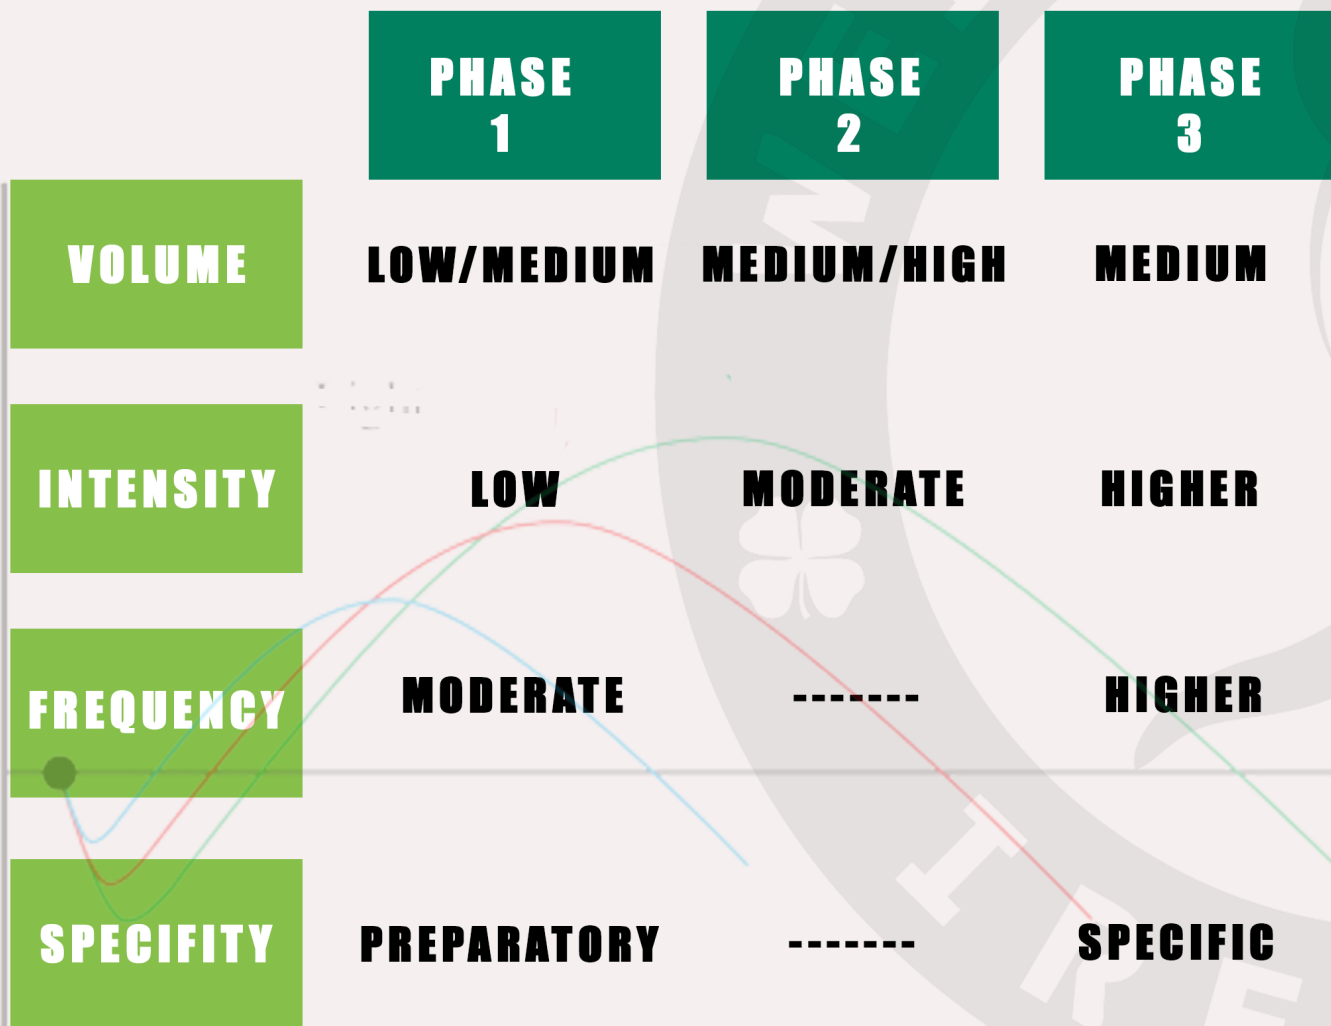 PHASE
1
PHASE
2
PHASE
3
VOLUME
LOW/MEDIUM
MEDIUM/HIGH
MEDIUM
INTENSITY
LOW
MODERATE
HIGHER
FREQUENCY
MODERATE
-------
HIGHER
SPECIFITY
PREPARATORY
-------
SPECIFIC